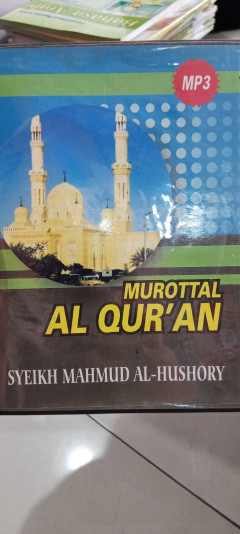 MP3
MUROTTAL
AL QUR'AN
SYEIKH MAHMUD AL-HUSHORY